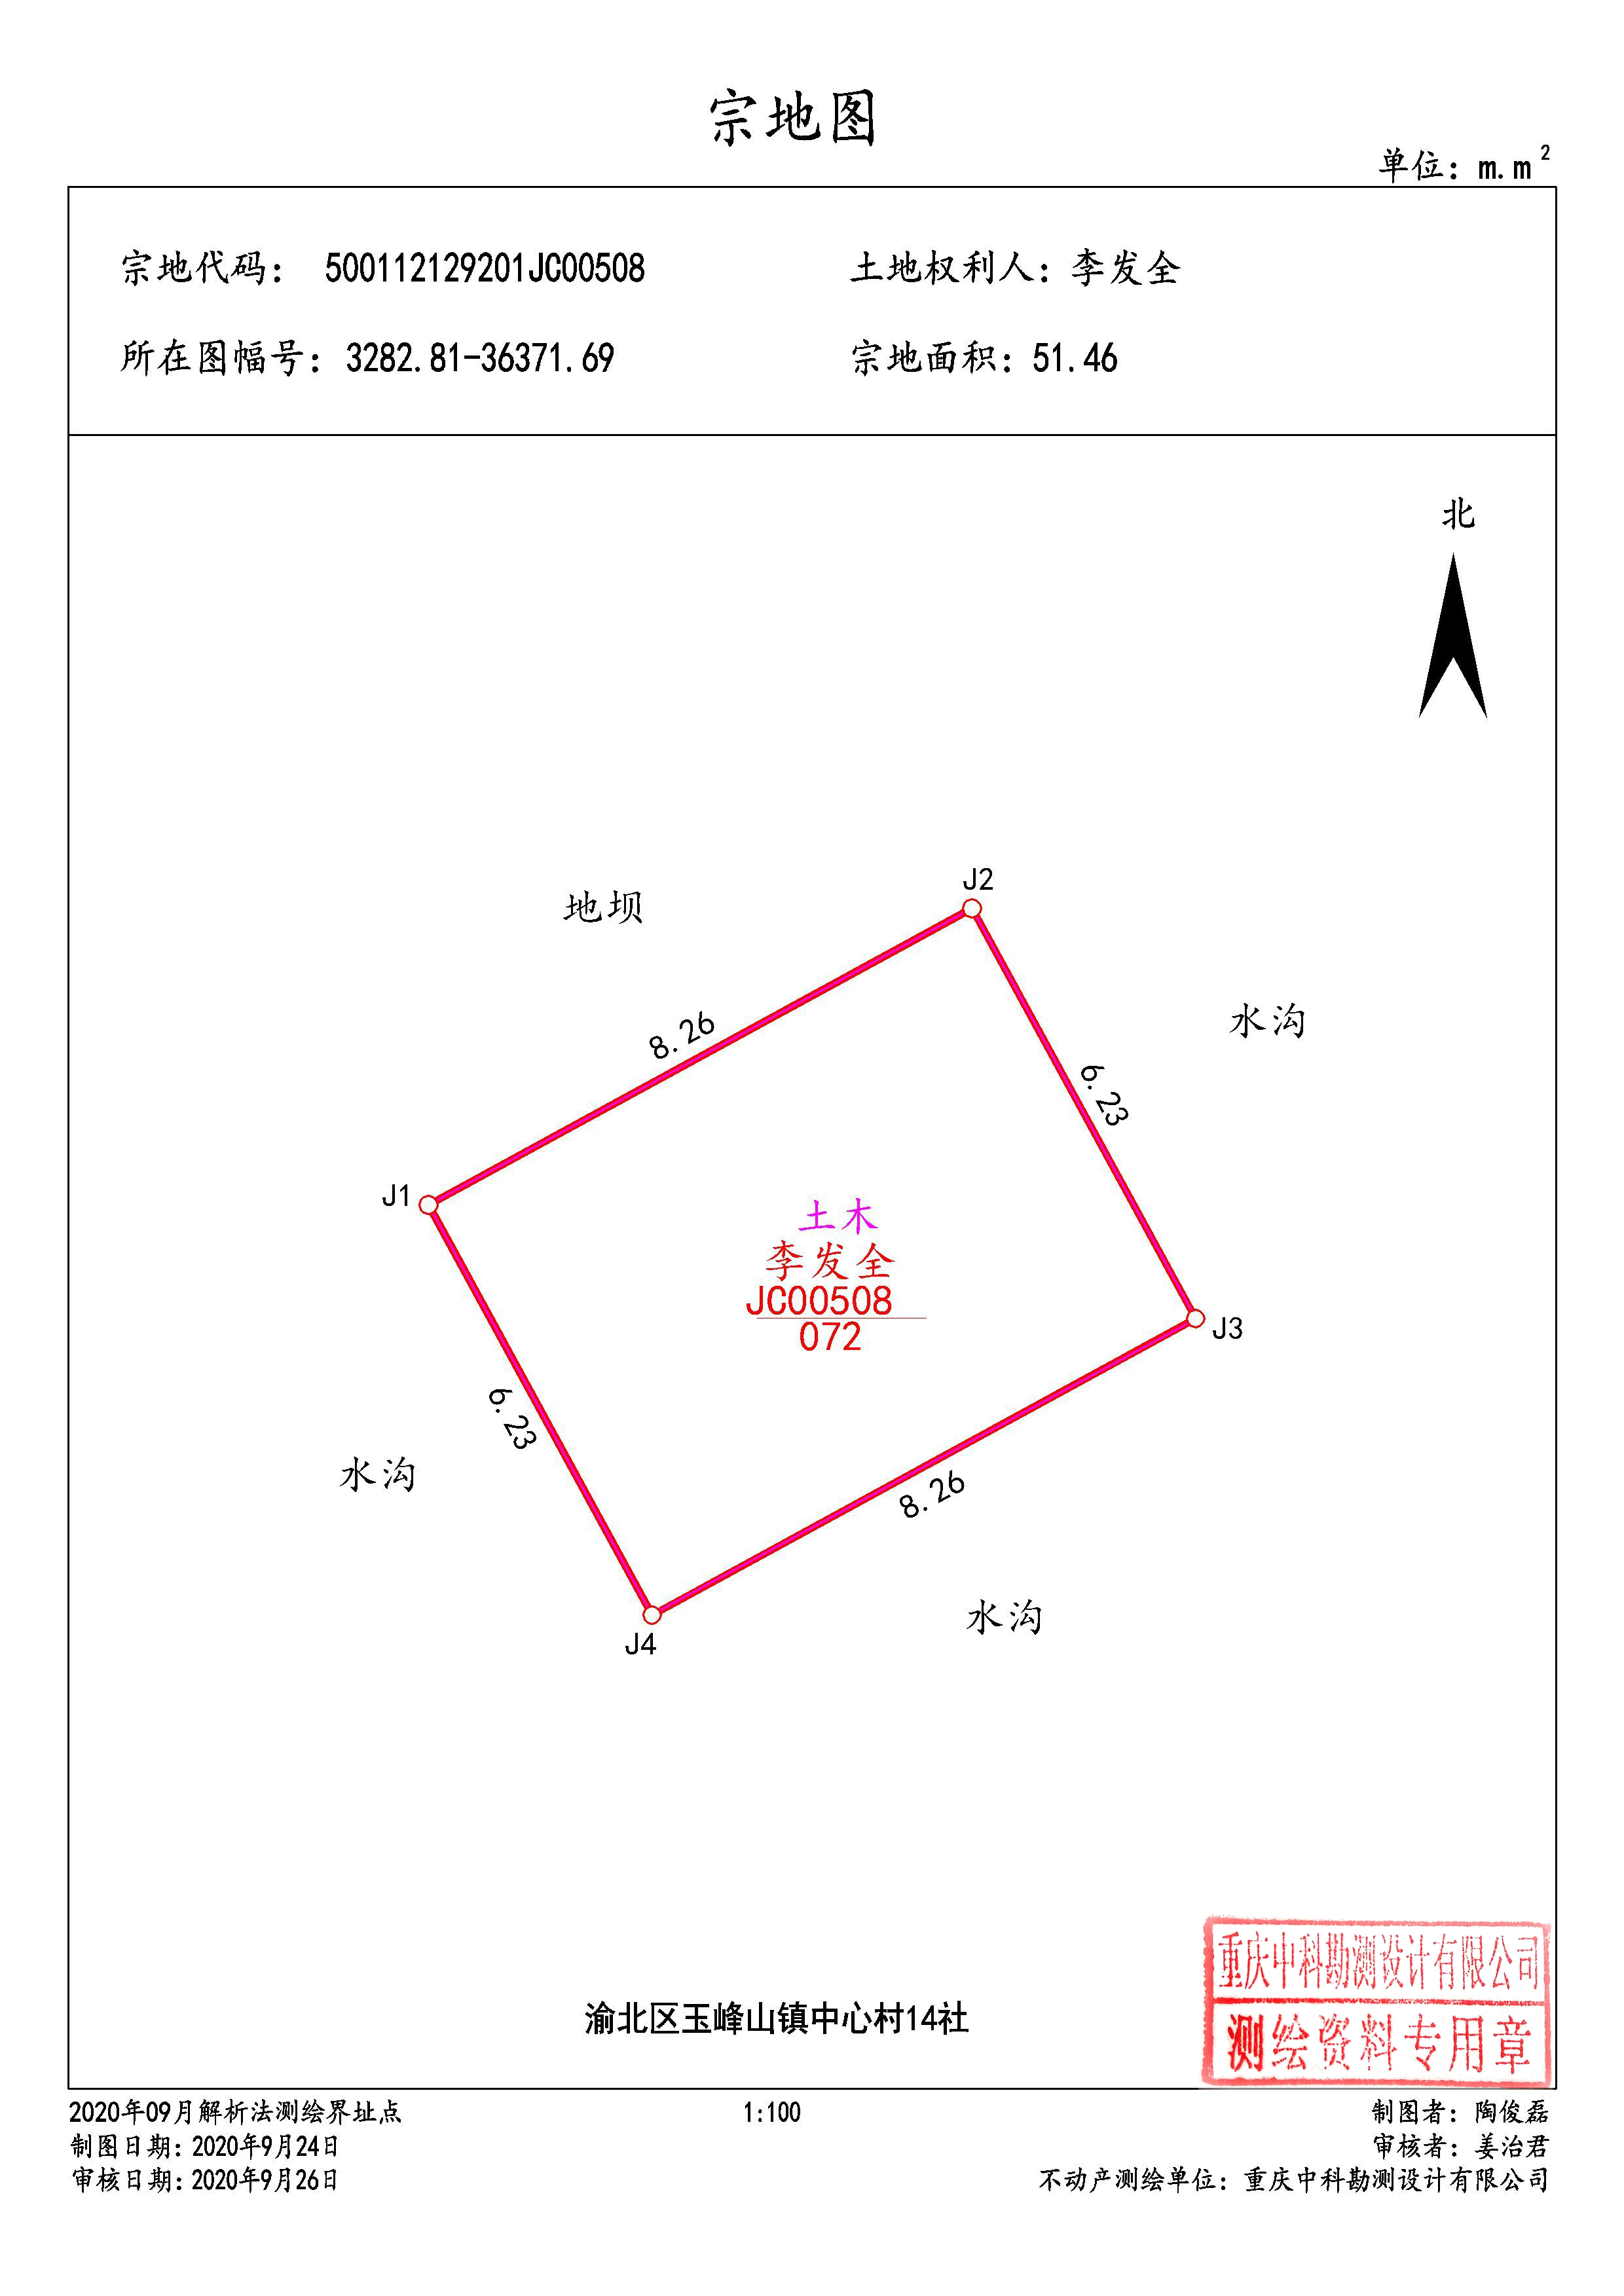 宗地图
单位：m.m²
宗地代码： 500112129201JC00508
土地权利人：李发全
所在图幅号：3282.81-36371.69
宗地面积：51.46
北
J2
地坝
水沟
8.26
6.23
J1
土木
李发全
JC00508
072
J3
6.23
水沟
8.26
水沟
J4
重庆中科勘测设计有限公司
测绘资料专用章
渝北区玉峰山镇中心村14社
2020年09月解析法测绘界址点
1:100
制图者：陶俊磊
制图日期：2020年9月24日
审核者：姜治君
审核日期：2020年9月26日
不动产测绘单位：重庆中科勘测设计有限公司